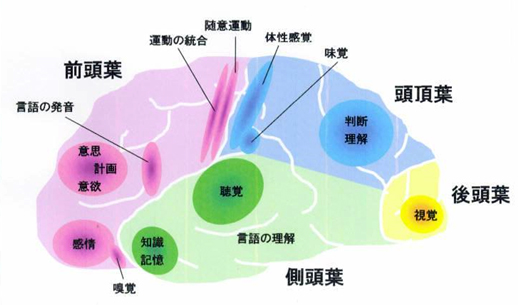 随意運動
運動の統合
体性感覚
味覚
前頭葉
頭頂葉
言語の発音
判断
理解
意思
計画
意欲
聴覚
後頭葉
視覚
感情
知識
記憶
言語の理解
嗅覚
側頭葉